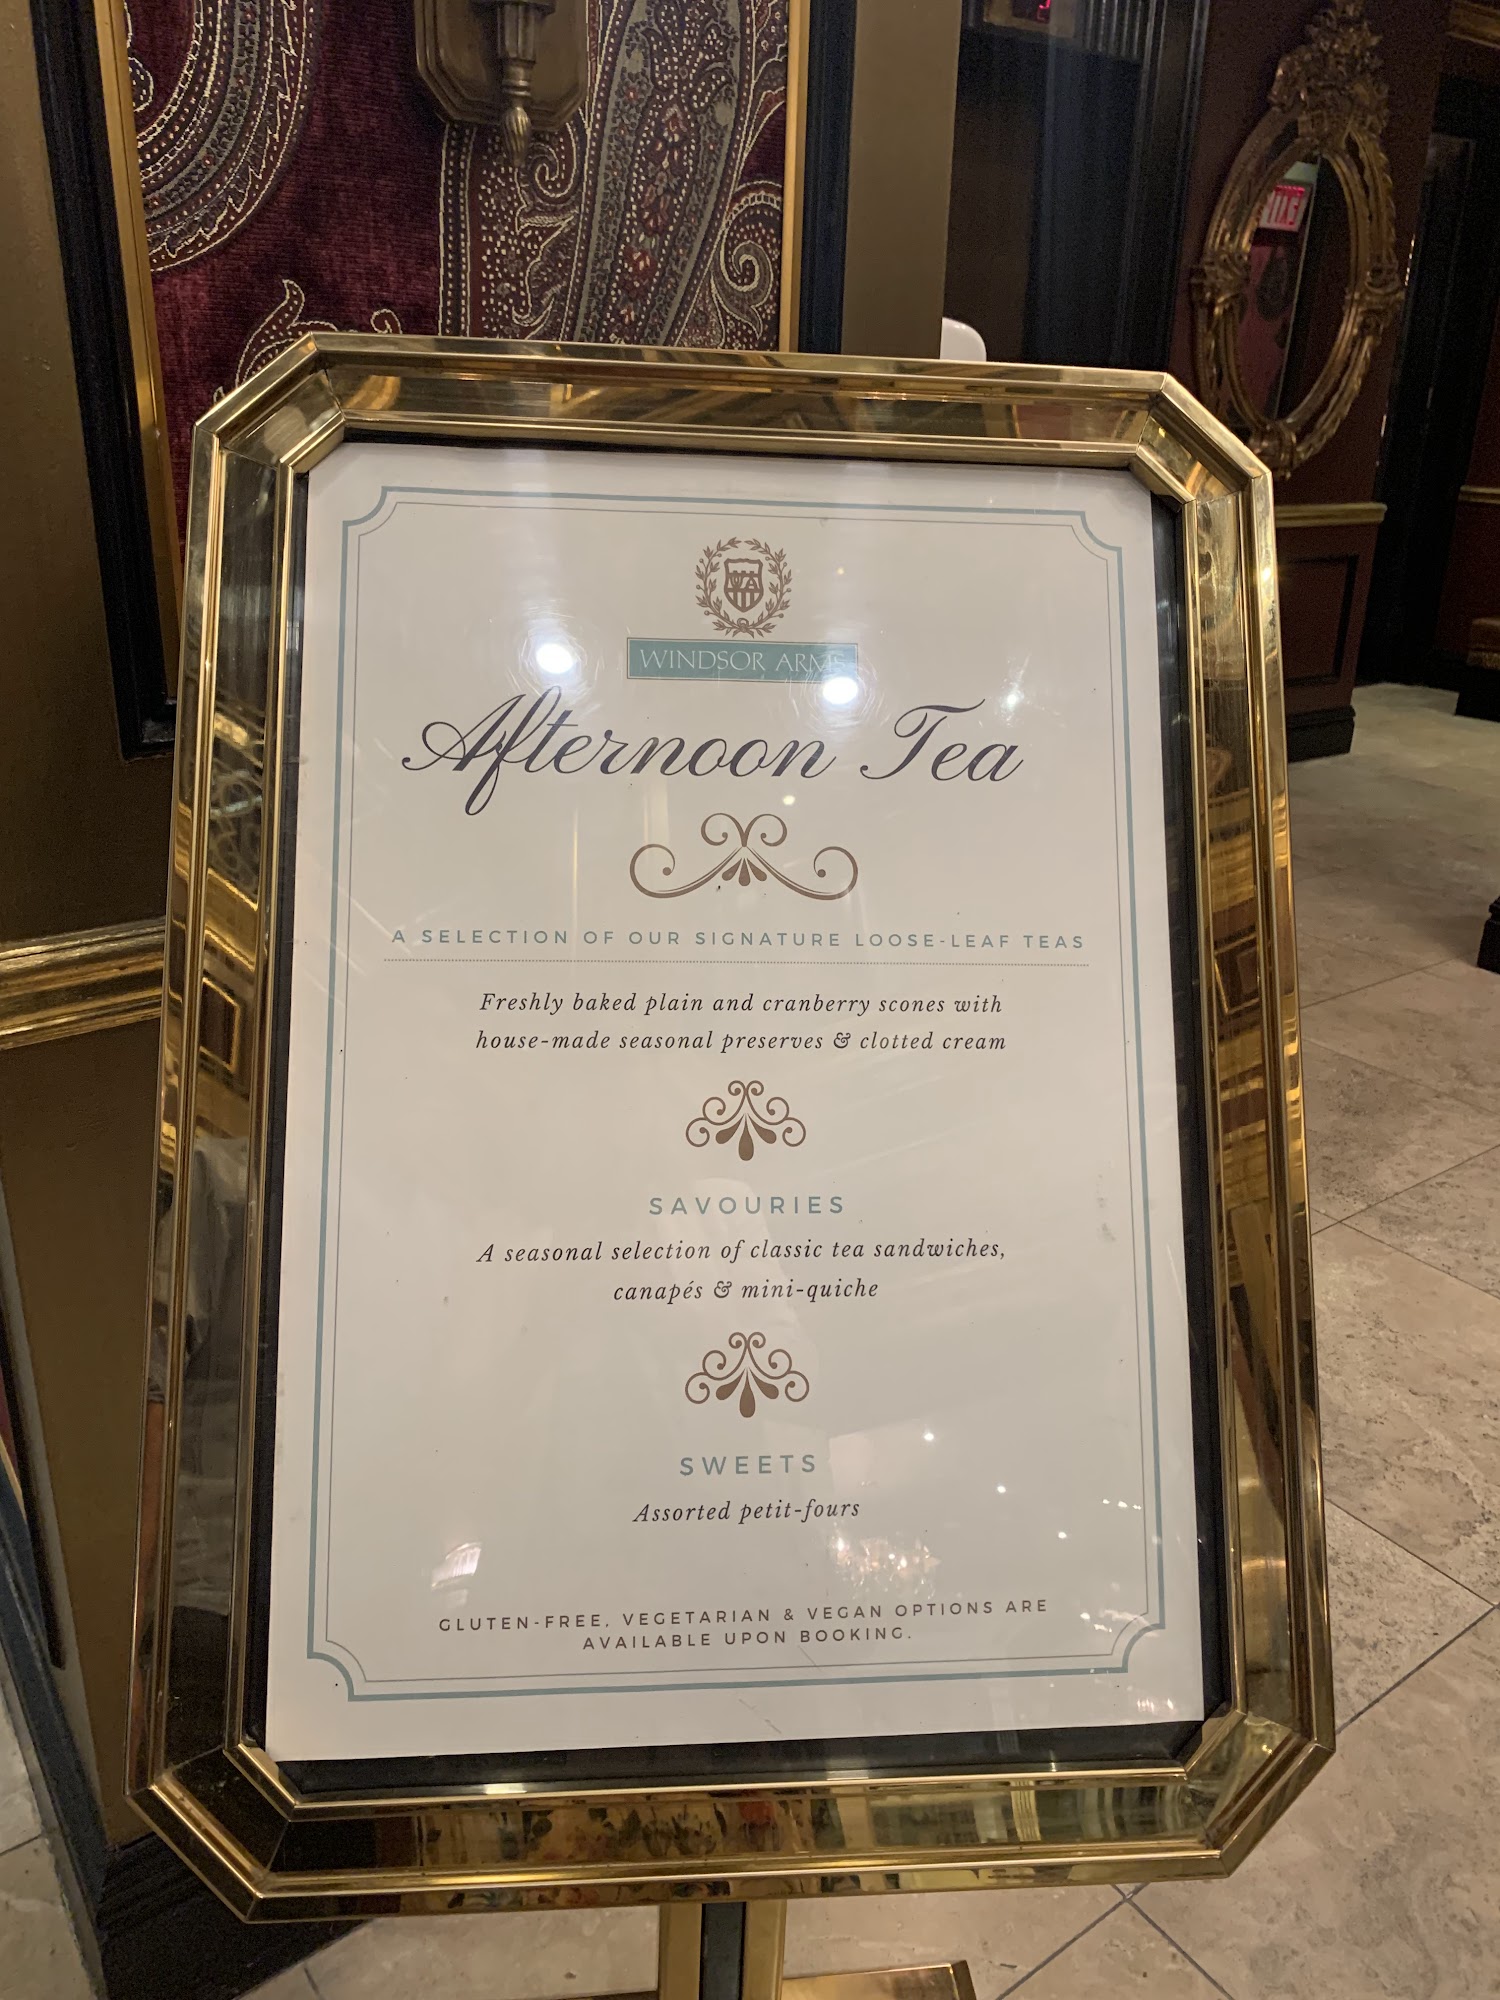 EXIT
WINDSOR ARMS
Afternoon Tea
A SELECTION OF OUR SIGNATURE LOOSE-LEAF TEAS
Freshly baked plain and cranberry scones with
house-made seasonal preserves & clotted cream
SAVOURIES
A seasonal selection of classic tea sandwiches,
canapés & mini-quiche
SWEETS
Assorted petit-fours
GLUTEN-FREE, VEGETARIAN & VEGAN OPTIONS ARE
AVAILABLE UPON BOOKING.